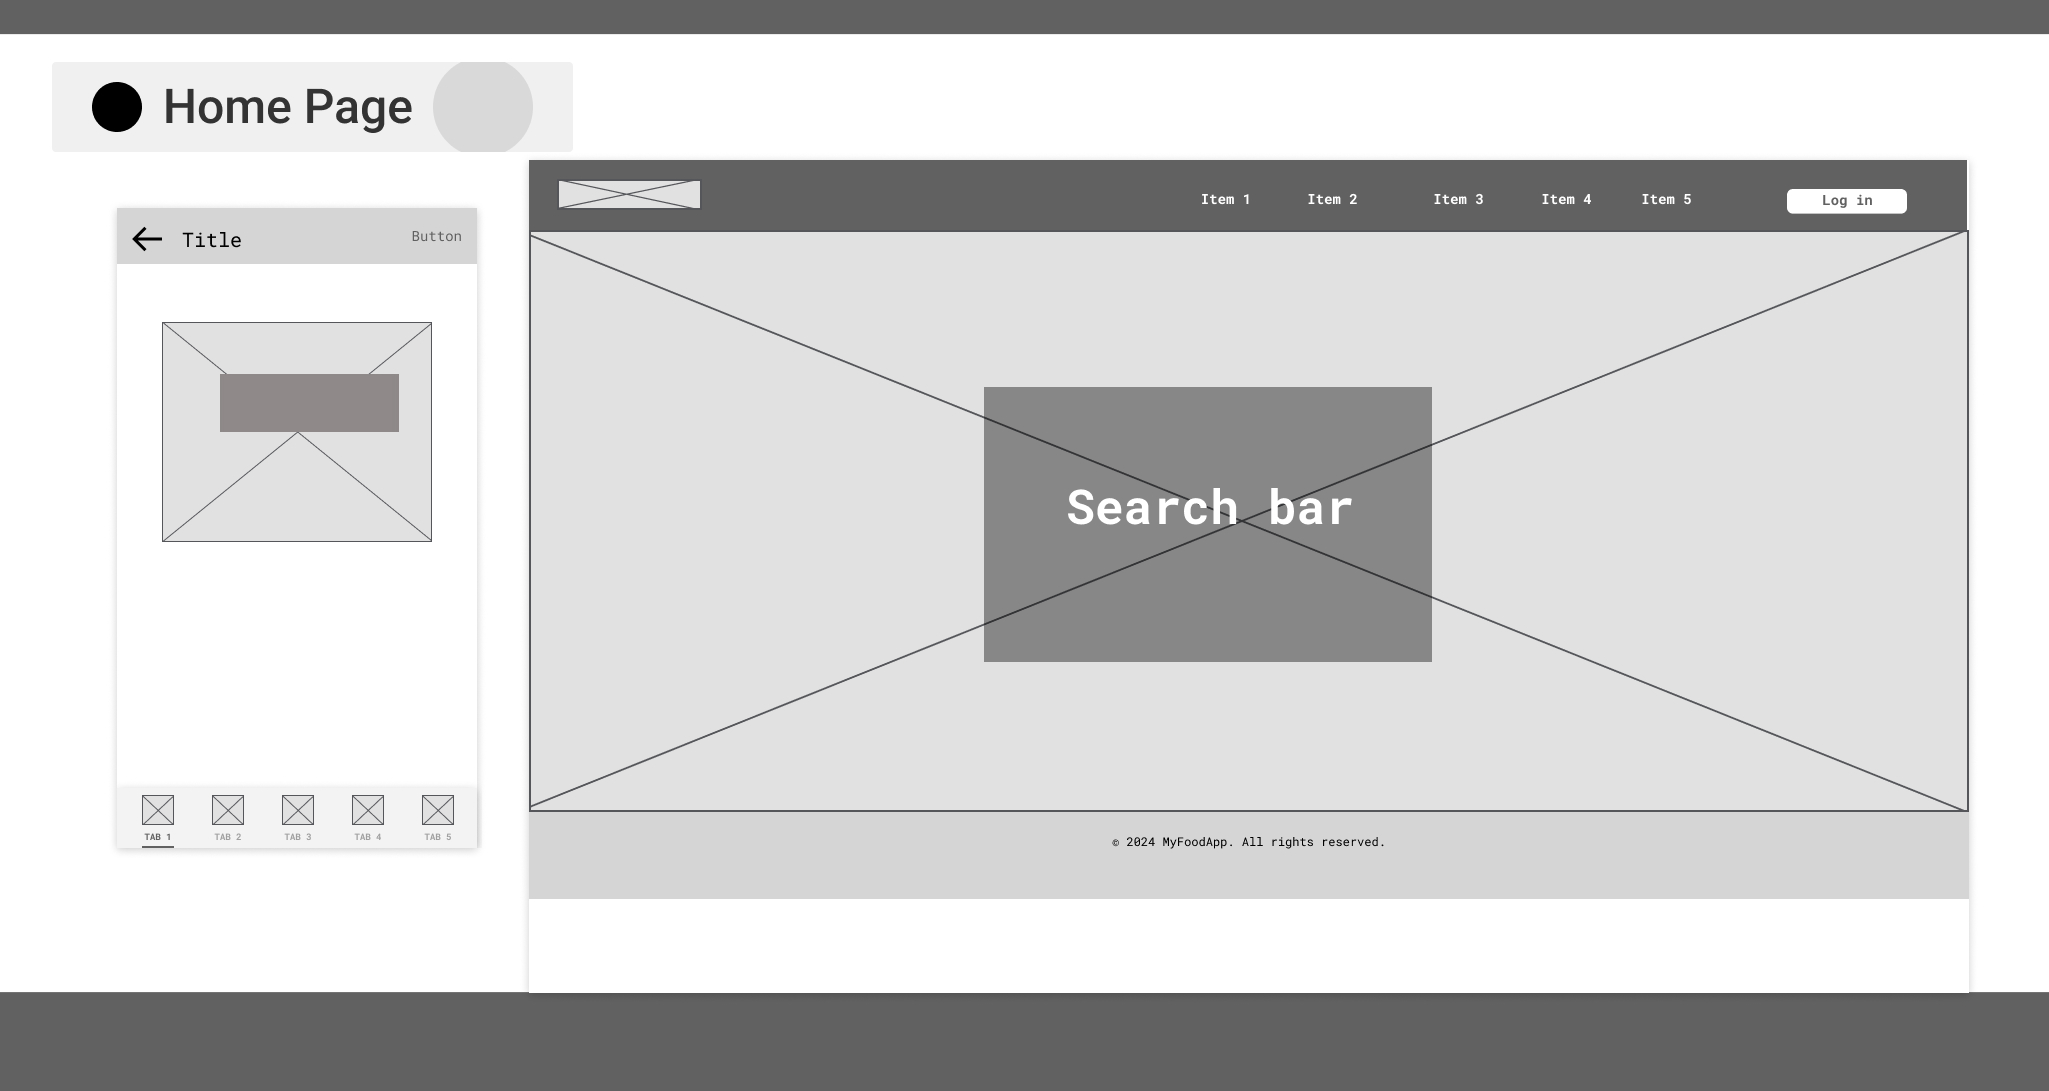 Home Page
Title
Button
TAB 1
TAB 2
TAB 3
TAB 4
TAB 5
Item 1
Item 2
Item 3
Item 4
Item 5
Log in
Search bar
© 2024 MyFoodApp. All rights reserved.